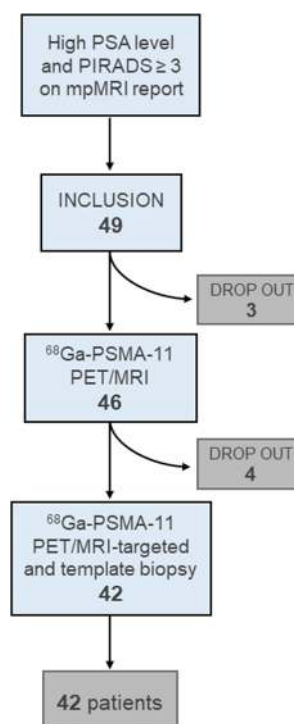 High PSA level
and PIRADS ≥ 3
on mpMRI report
INCLUSION
49
DROP OUT
3
⁶⁸Ga-PSMA-11
PET/MRI
46
DROP OUT
4
⁶⁸Ga-PSMA-11
PET/MRI-targeted
and template biopsy
42
42 patients